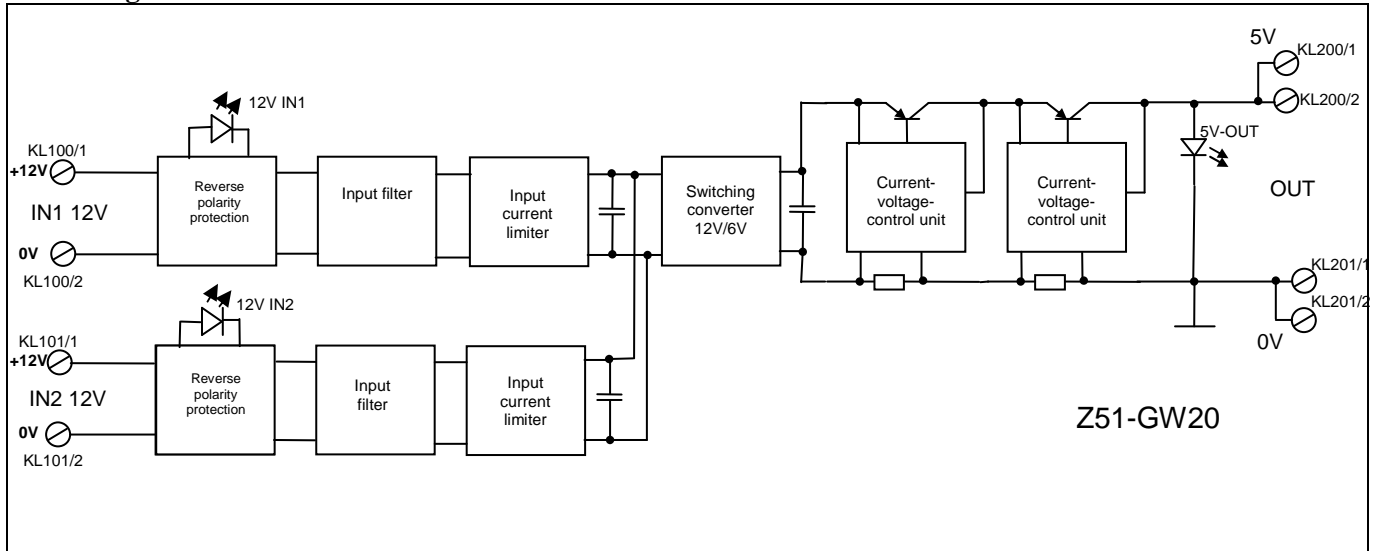 5V
KL200/1
KL200/2
12V IN1
KL100/1
+12V
IN1 12V
0V
KL100/2
Reverse
polarity
protection
Input filter
Input
current
limiter
Switching
converter
12V/6V
Current-
voltage-
control unit
Current-
voltage-
control unit
5V-OUT
OUT
KL201/1
KL201/2
0V
12V IN2
KL101/1
+12V
IN2 12V
0V
KL101/2
Reverse
polarity
protection
Input
filter
Input
current
limiter
Z51-GW20